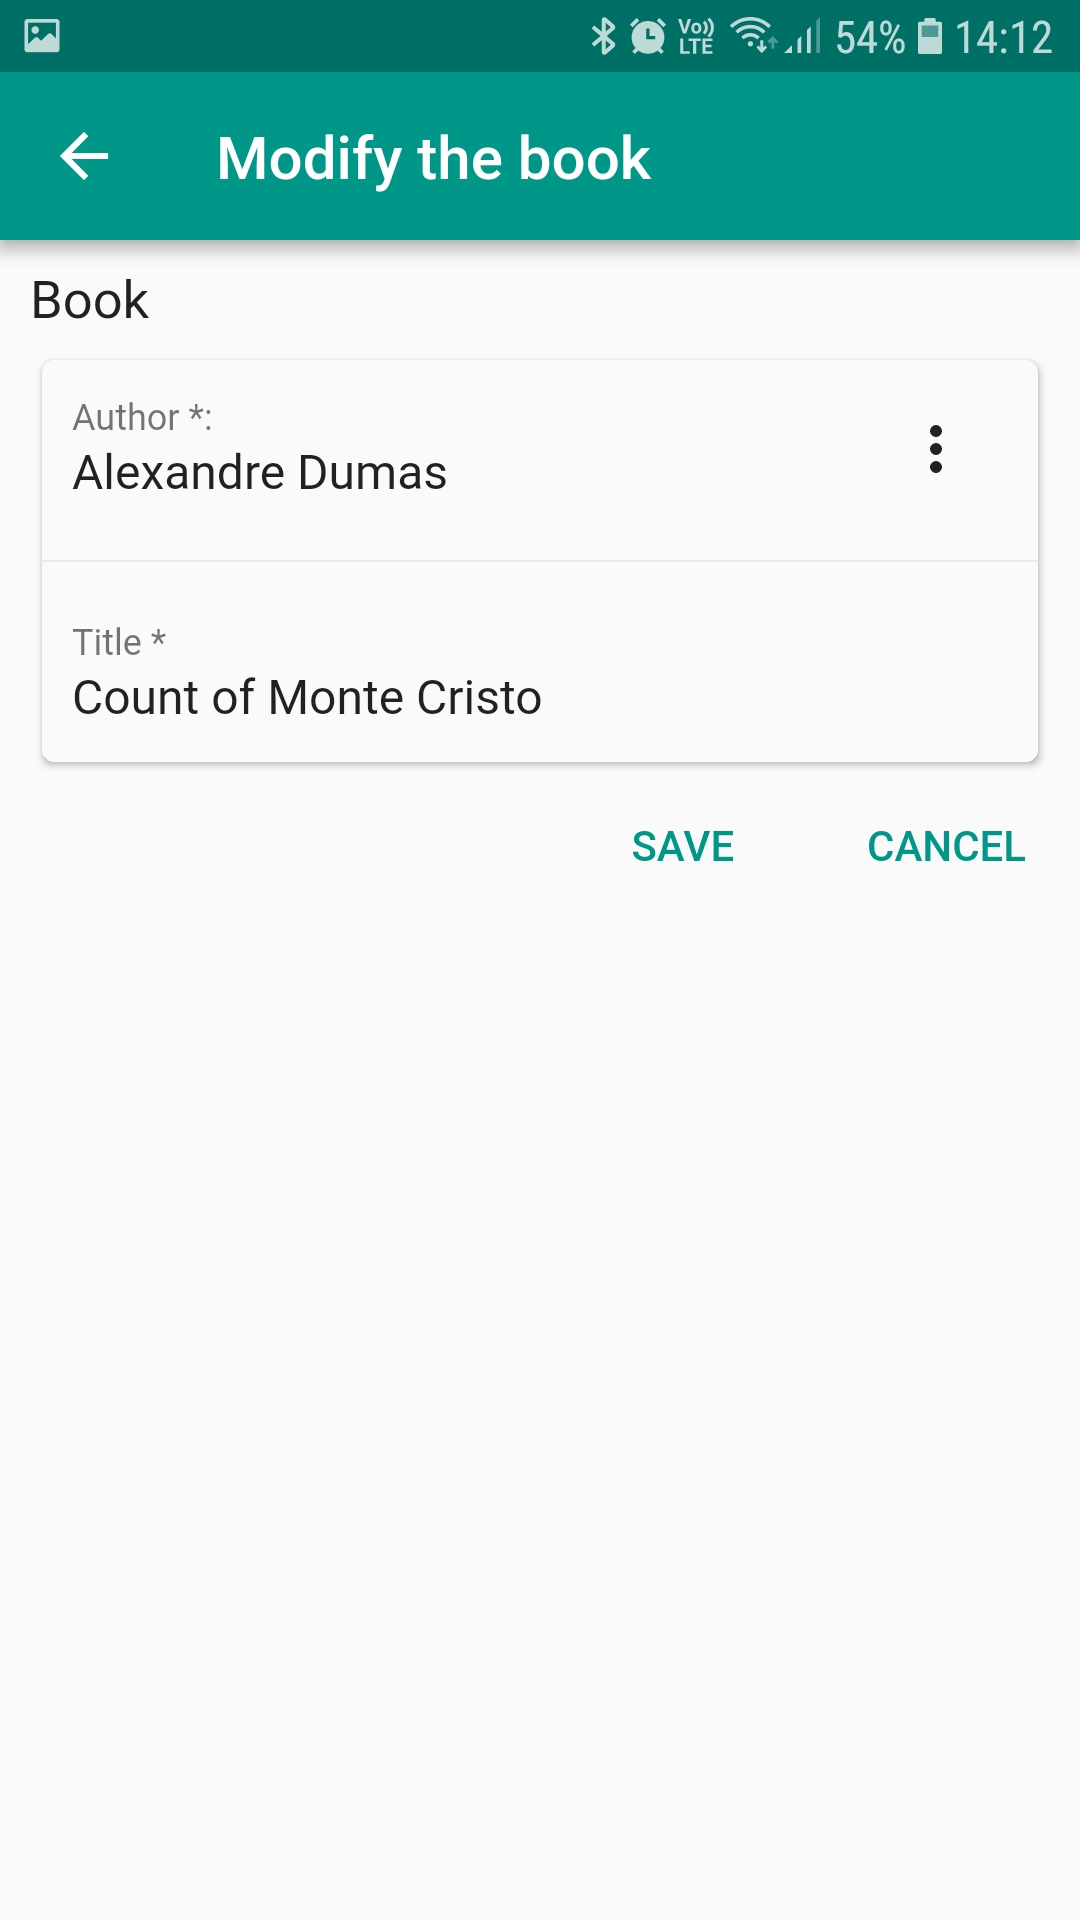 Vo)) LTE 54% 14:12
Modify the book
Book
Author *:
Alexandre Dumas
Title *
Count of Monte Cristo
SAVE CANCEL